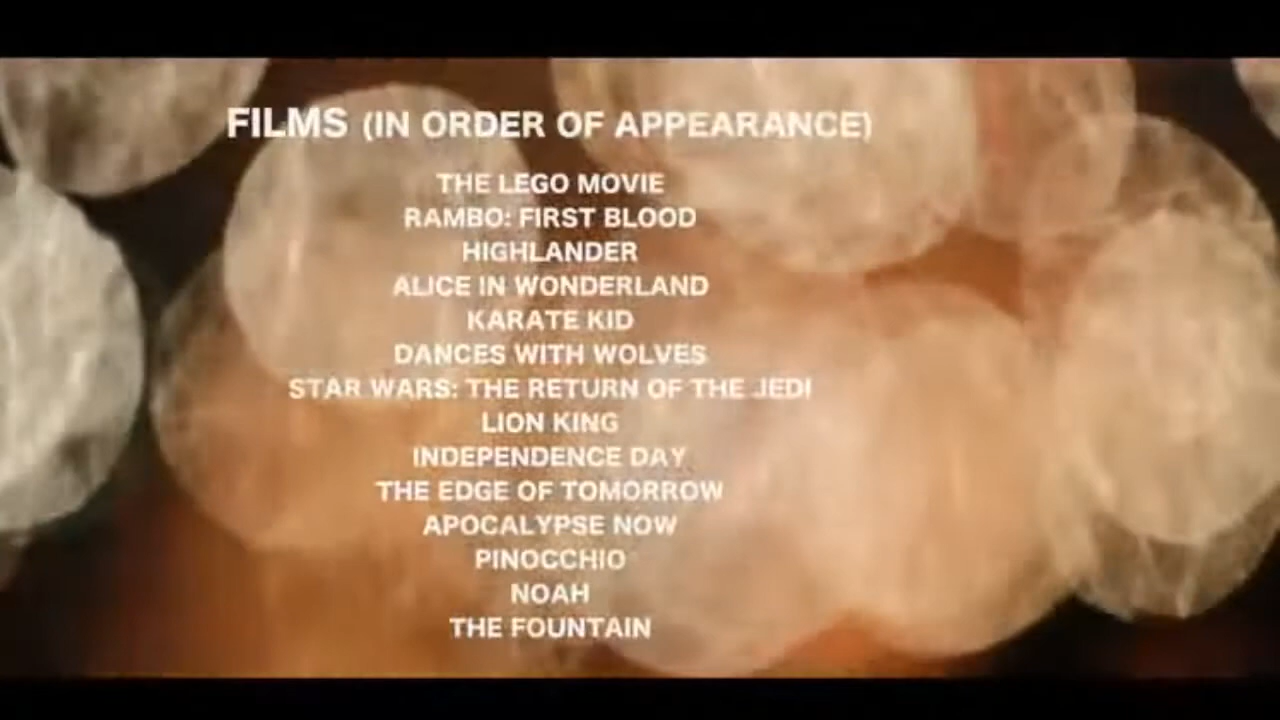 FILMS (IN ORDER OF APPEARANCE)
THE LEGO MOVIE
RAMBO: FIRST BLOOD
HIGHLANDER
ALICE IN WONDERLAND
KARATE KID
DANCES WITH WOLVES
STAR WARS: THE RETURN OF THE JEDI
LION KING
INDEPENDENCE DAY
THE EDGE OF TOMORROW
APOCALYPSE NOW
PINOCCHIO
NOAH
THE FOUNTAIN